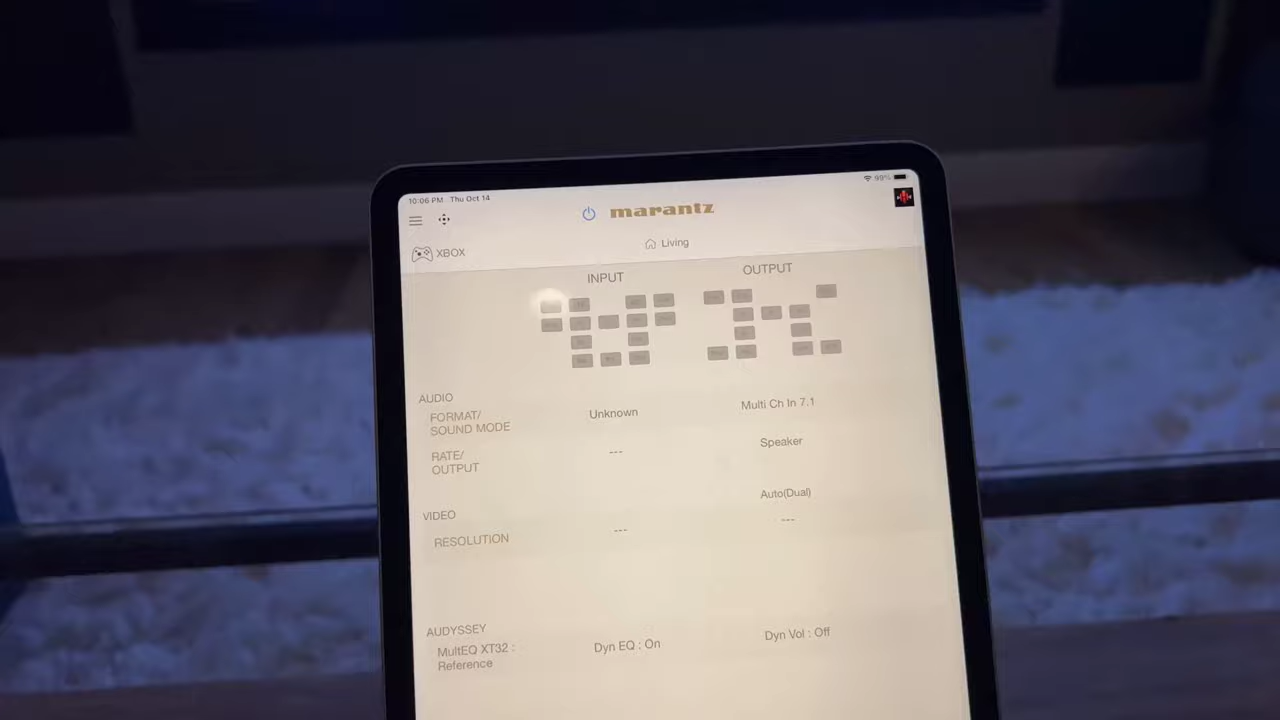 10:06 PM Thu Oct 14
99%
marantz
XBOX
Living
INPUT
OUTPUT
AUDIO
FORMAT/
SOUND MODE
Unknown
Multi Ch In 7.1
RATE/
OUTPUT
---
Speaker
Auto(Dual)
VIDEO
RESOLUTION
---
---
AUDYSSEY
MultEQ XT32 :
Reference
Dyn EQ : On
Dyn Vol : Off